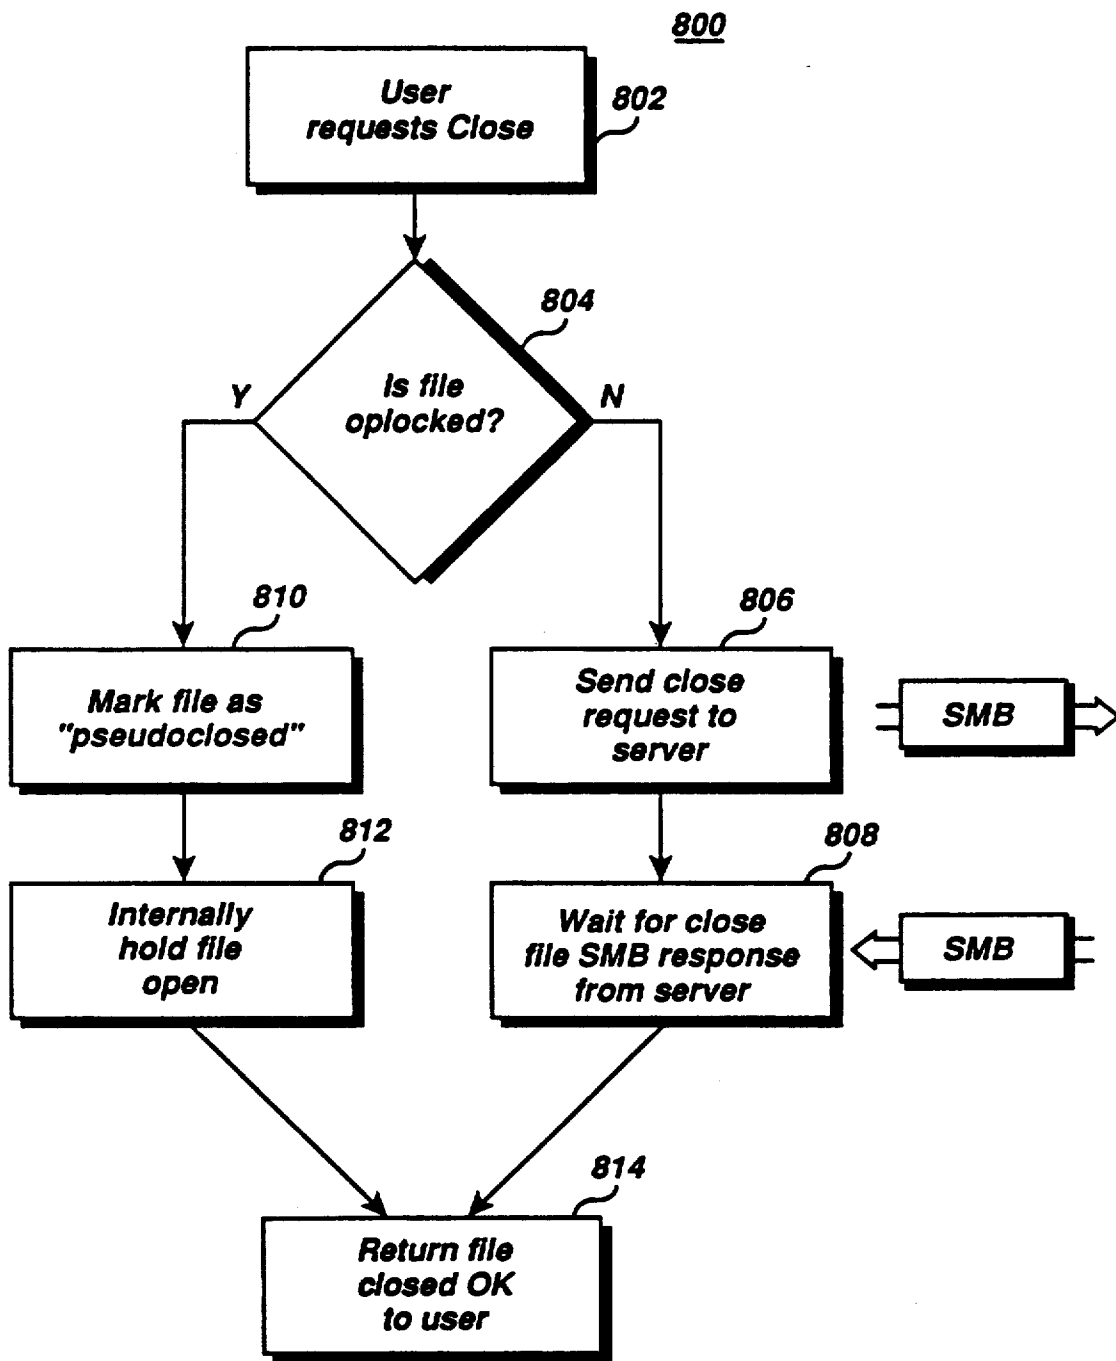 800
User
requests Close
802
804
Is file
oplocked?
Y
N
810
806
Mark file as
"pseudoclosed"
Send close
request to
server
SMB
812
808
Internally
hold file
open
Wait for close
file SMB response
from server
SMB
814
Return file
closed OK
to user